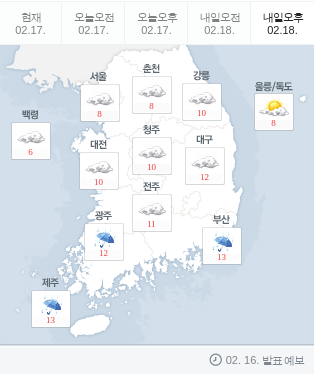 현재 오늘오전 오늘오후 내일오전 내일오후
02.17. 02.17. 02.17. 02.18. 02.18.
서울 8
춘천 8
강릉 10
울릉/독도 8
백령 6
대전 10
청주 10
대구 12
전주 11
광주 12
부산 13
제주 13
02. 16. 발표예보